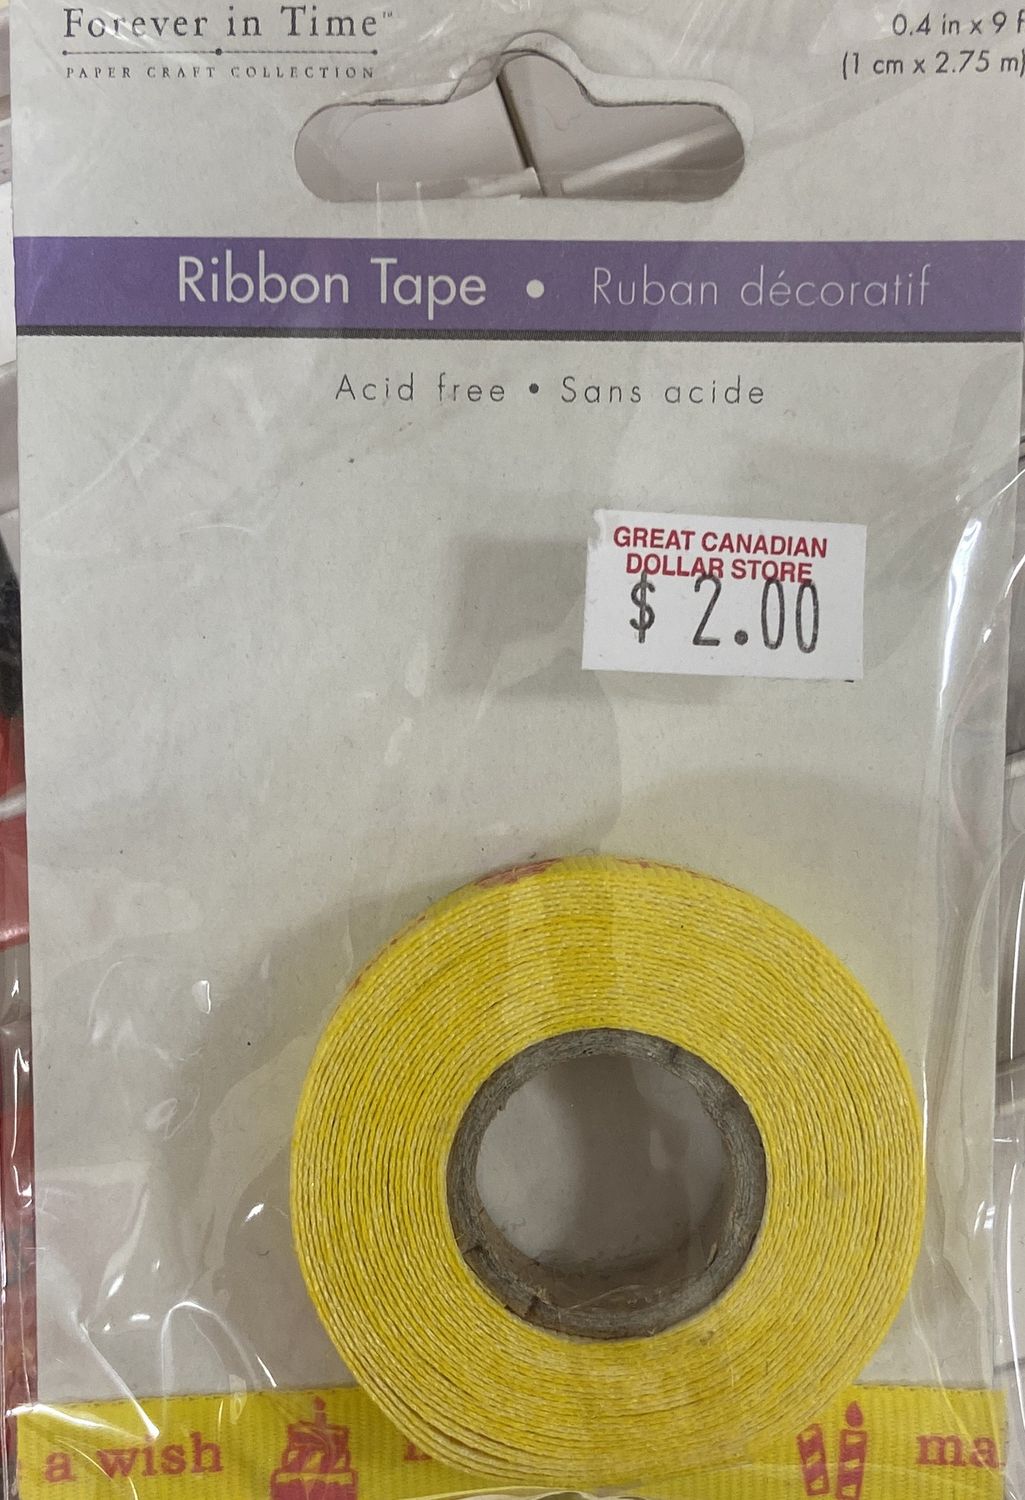 Forever in Time™
PAPER CRAFT COLLECTION
0.4 in x 9 f
(1 cm x 2.75 m)
Ribbon Tape • Ruban décoratif
Acid free • Sans acide
GREAT CANADIAN
DOLLAR STORE
$ 2.00
a wish ma